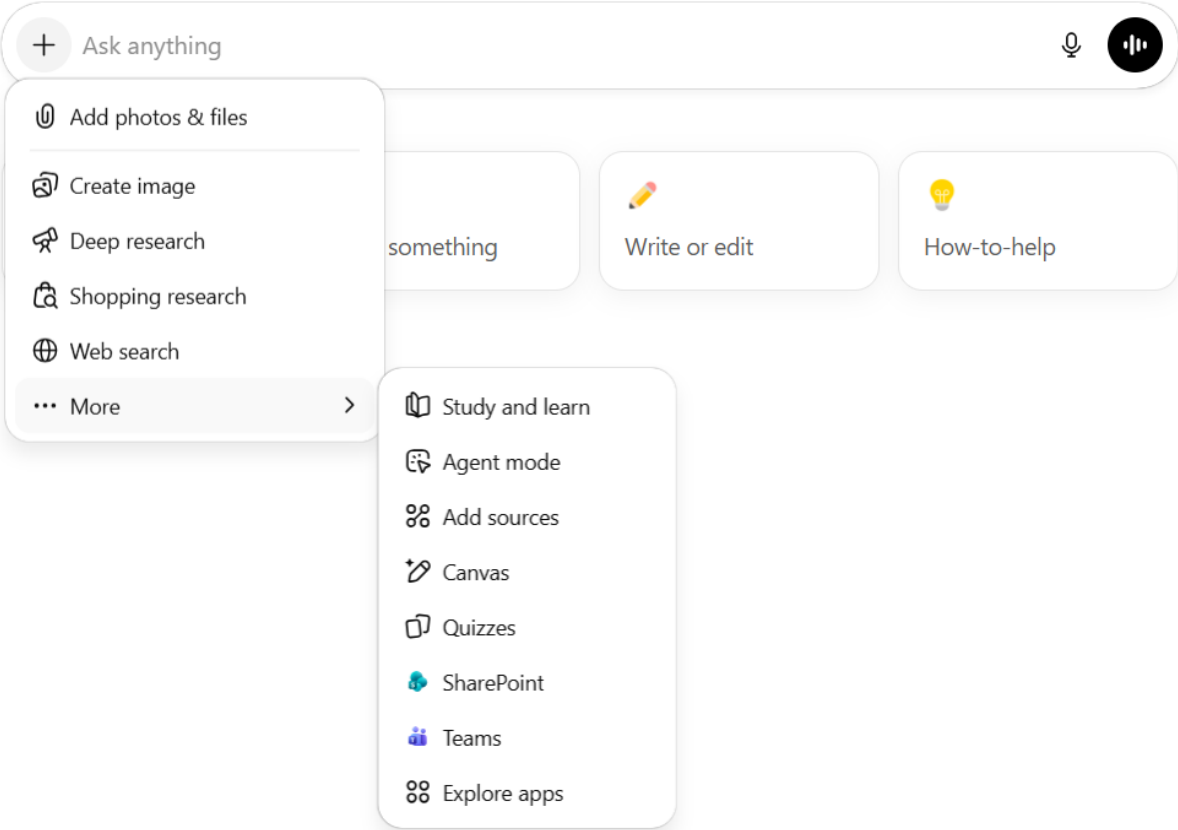 Ask anything
Add photos & files
Create image
Deep research
Shopping research
Web search
More
something
Write or edit
How-to-help
Study and learn
Agent mode
Add sources
Canvas
Quizzes
SharePoint
Teams
Explore apps